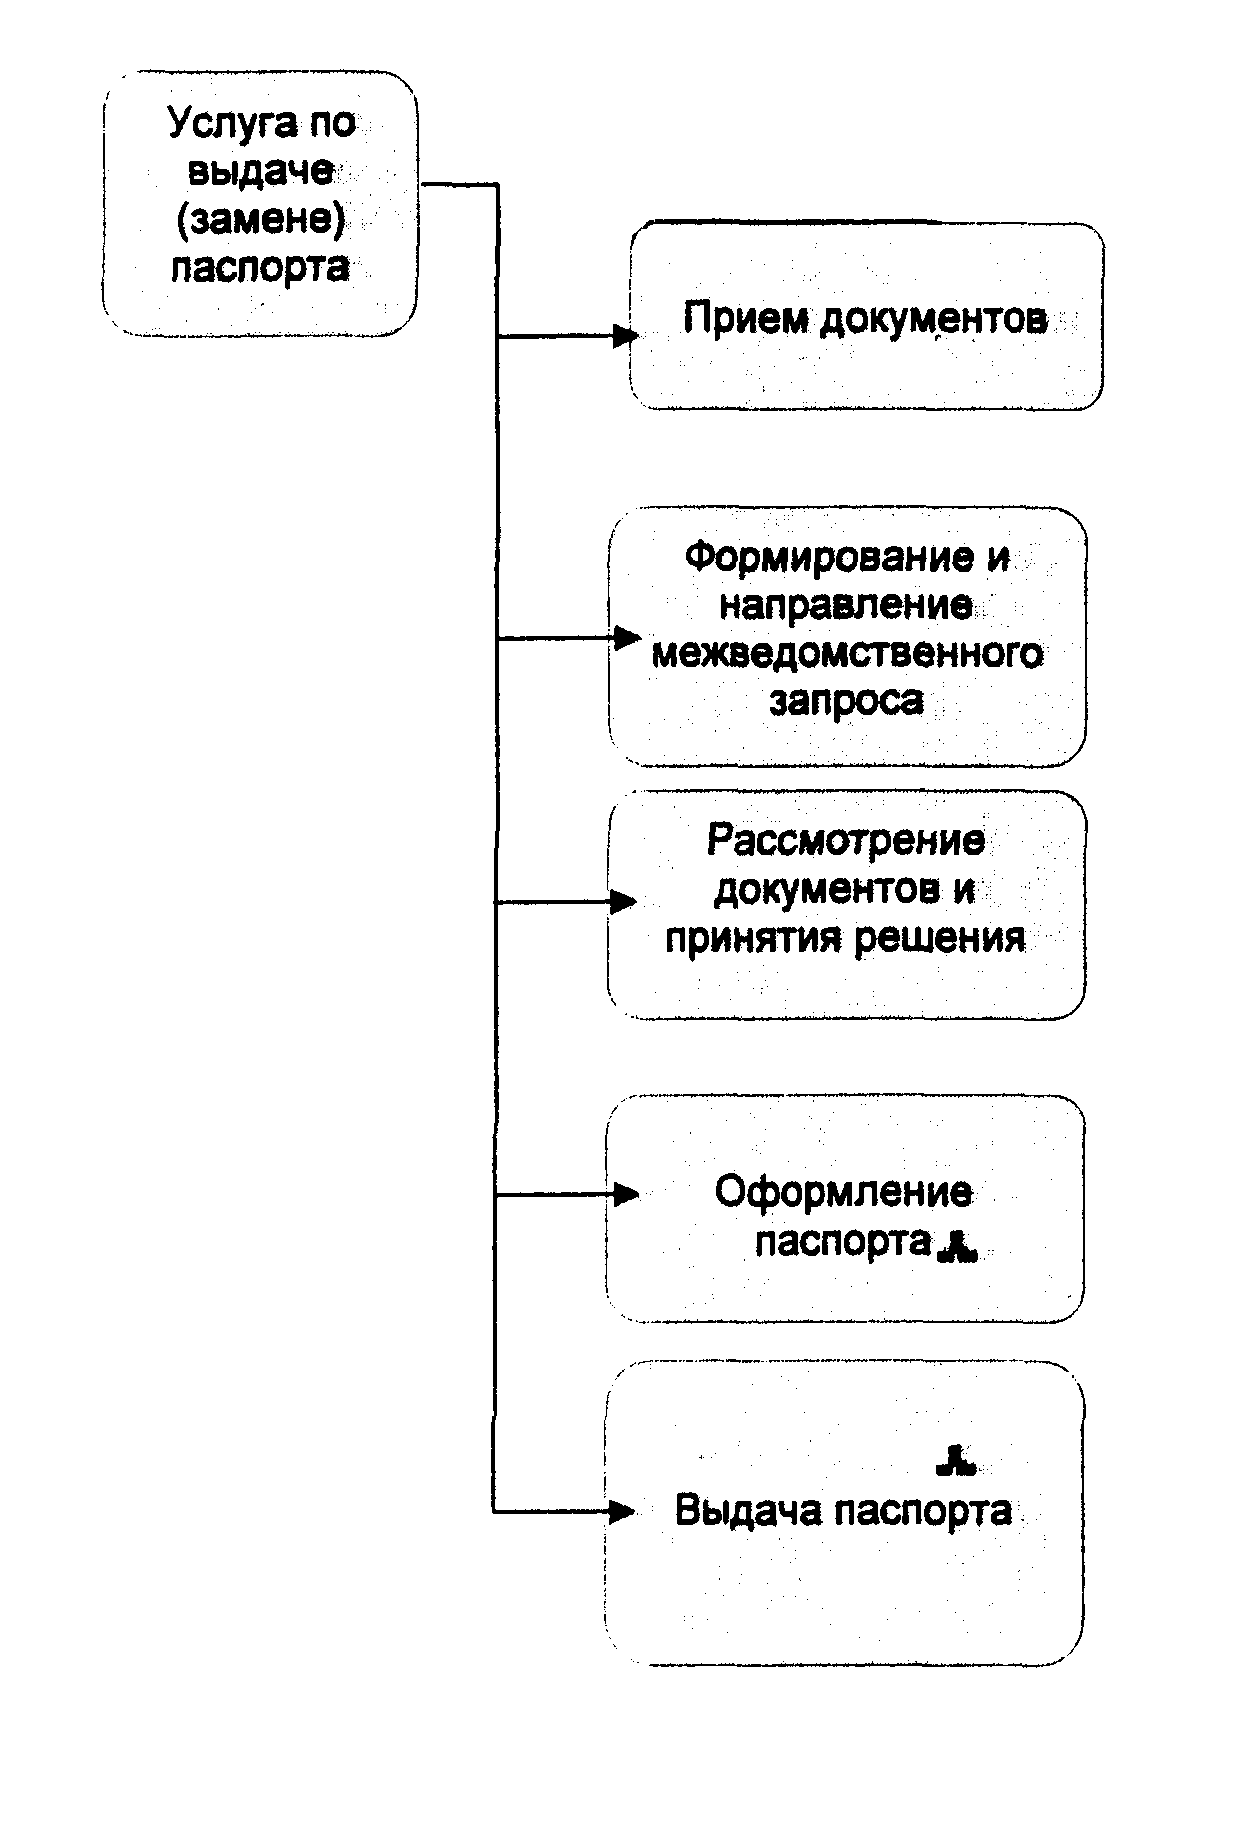 Услуга по
выдаче
(замене)
паспорта
Прием документов
Формирование и
направление
межведомственного
запроса
Рассмотрение
документов и
принятия решения
Оформление
паспорта
Выдача паспорта